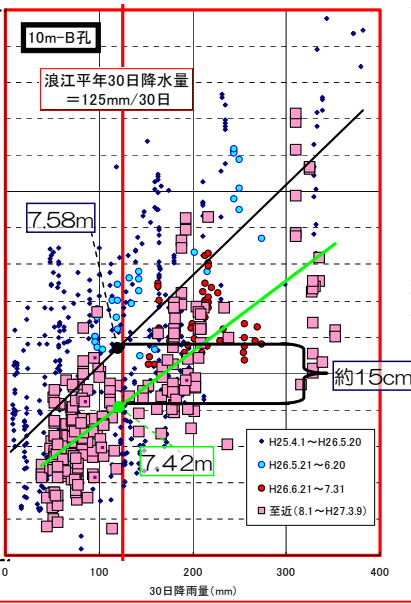 10m-B孔
浪江平年30日降水量
＝125mm/30日
7.58m
約15cm
7.42m
H25.4.1～H26.5.20
H26.5.21～6.20
H26.6.21～7.31
至近(8.1～H27.3.9)
0 100 200 300 400
30日降雨量(mm)